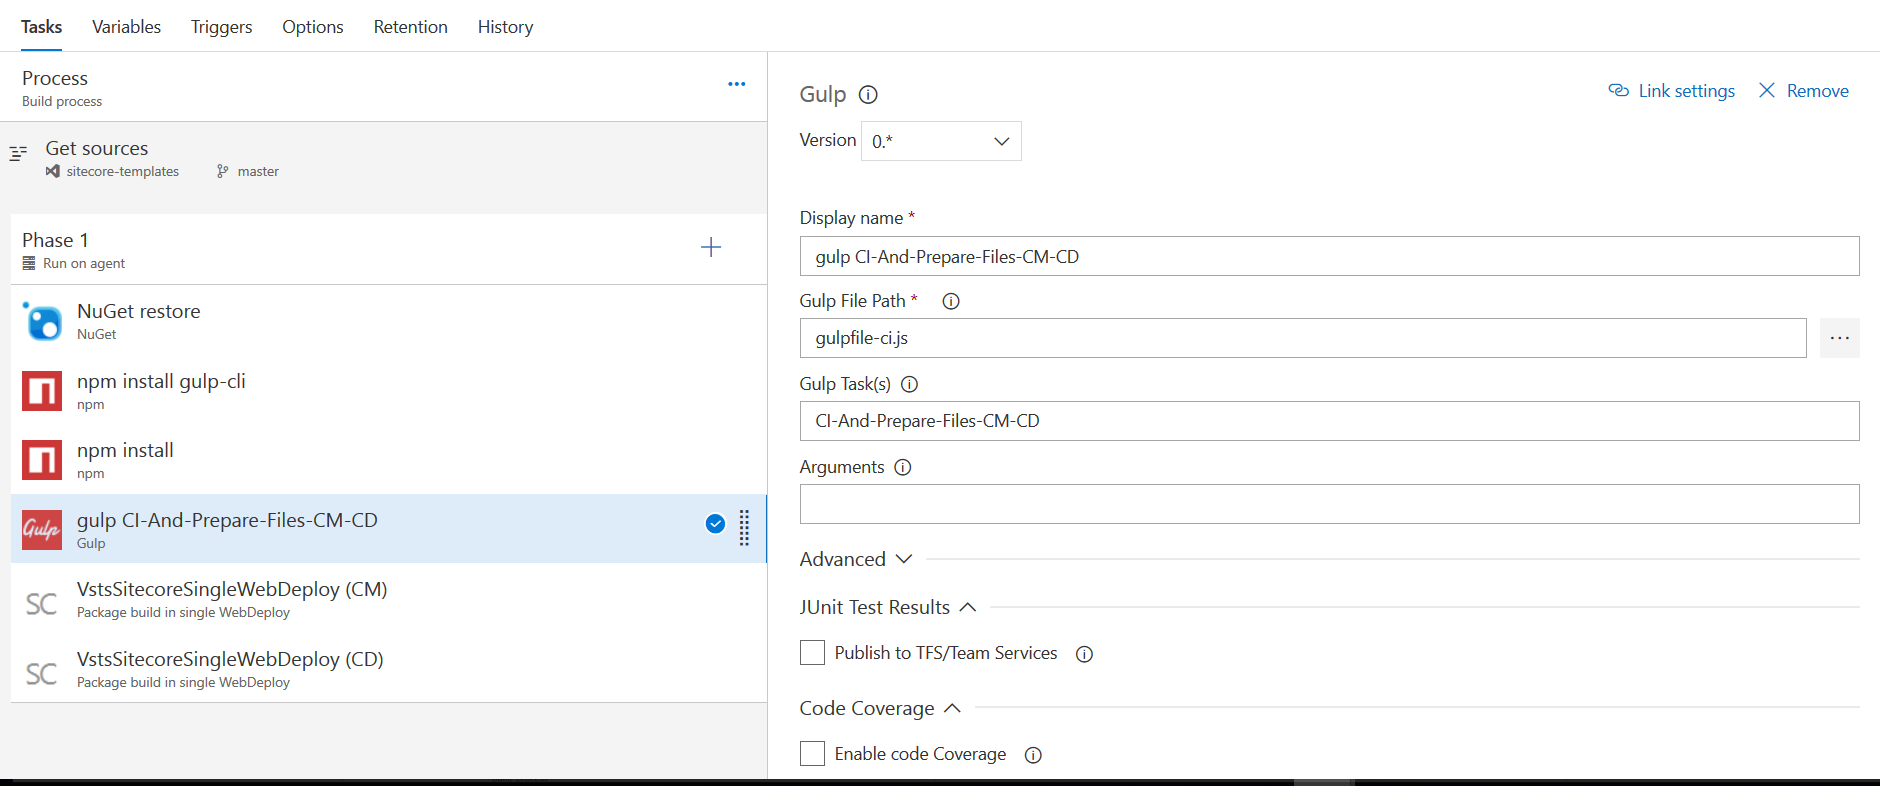 Tasks Variables Triggers Options Retention History
Process
Build process
Get sources
sitecore-templates master
Phase 1
Run on agent
NuGet restore
NuGet
npm install gulp-cli
npm
npm install
npm
Gulp
gulp CI-And-Prepare-Files-CM-CD
Gulp
SC
VstsSitecoreSingleWebDeploy (CM)
Package build in single WebDeploy
SC
VstsSitecoreSingleWebDeploy (CD)
Package build in single WebDeploy
Gulp
Link settings Remove
Version 0.*
Display name *
gulp CI-And-Prepare-Files-CM-CD
Gulp File Path *
gulpfile-ci.js
...
Gulp Task(s)
CI-And-Prepare-Files-CM-CD
Arguments
Advanced
JUnit Test Results
Publish to TFS/Team Services
Code Coverage
Enable code Coverage